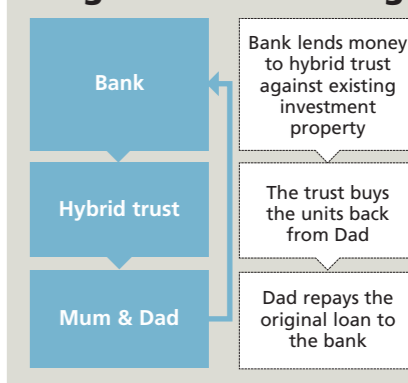 Bank
Bank lends money
to hybrid trust
against existing
investment
property
Hybrid trust
The trust buys
the units back
from Dad
Mum & Dad
Dad repays the
original loan to
the bank